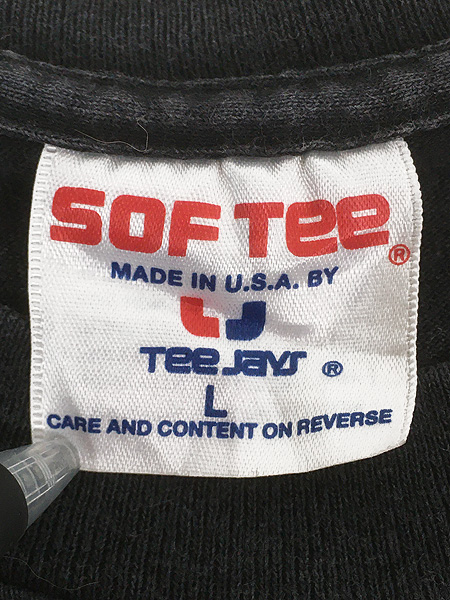 SOF TEE ®
MADE IN U.S.A. BY
TEE JAYS ®
L
CARE AND CONTENT ON REVERSE